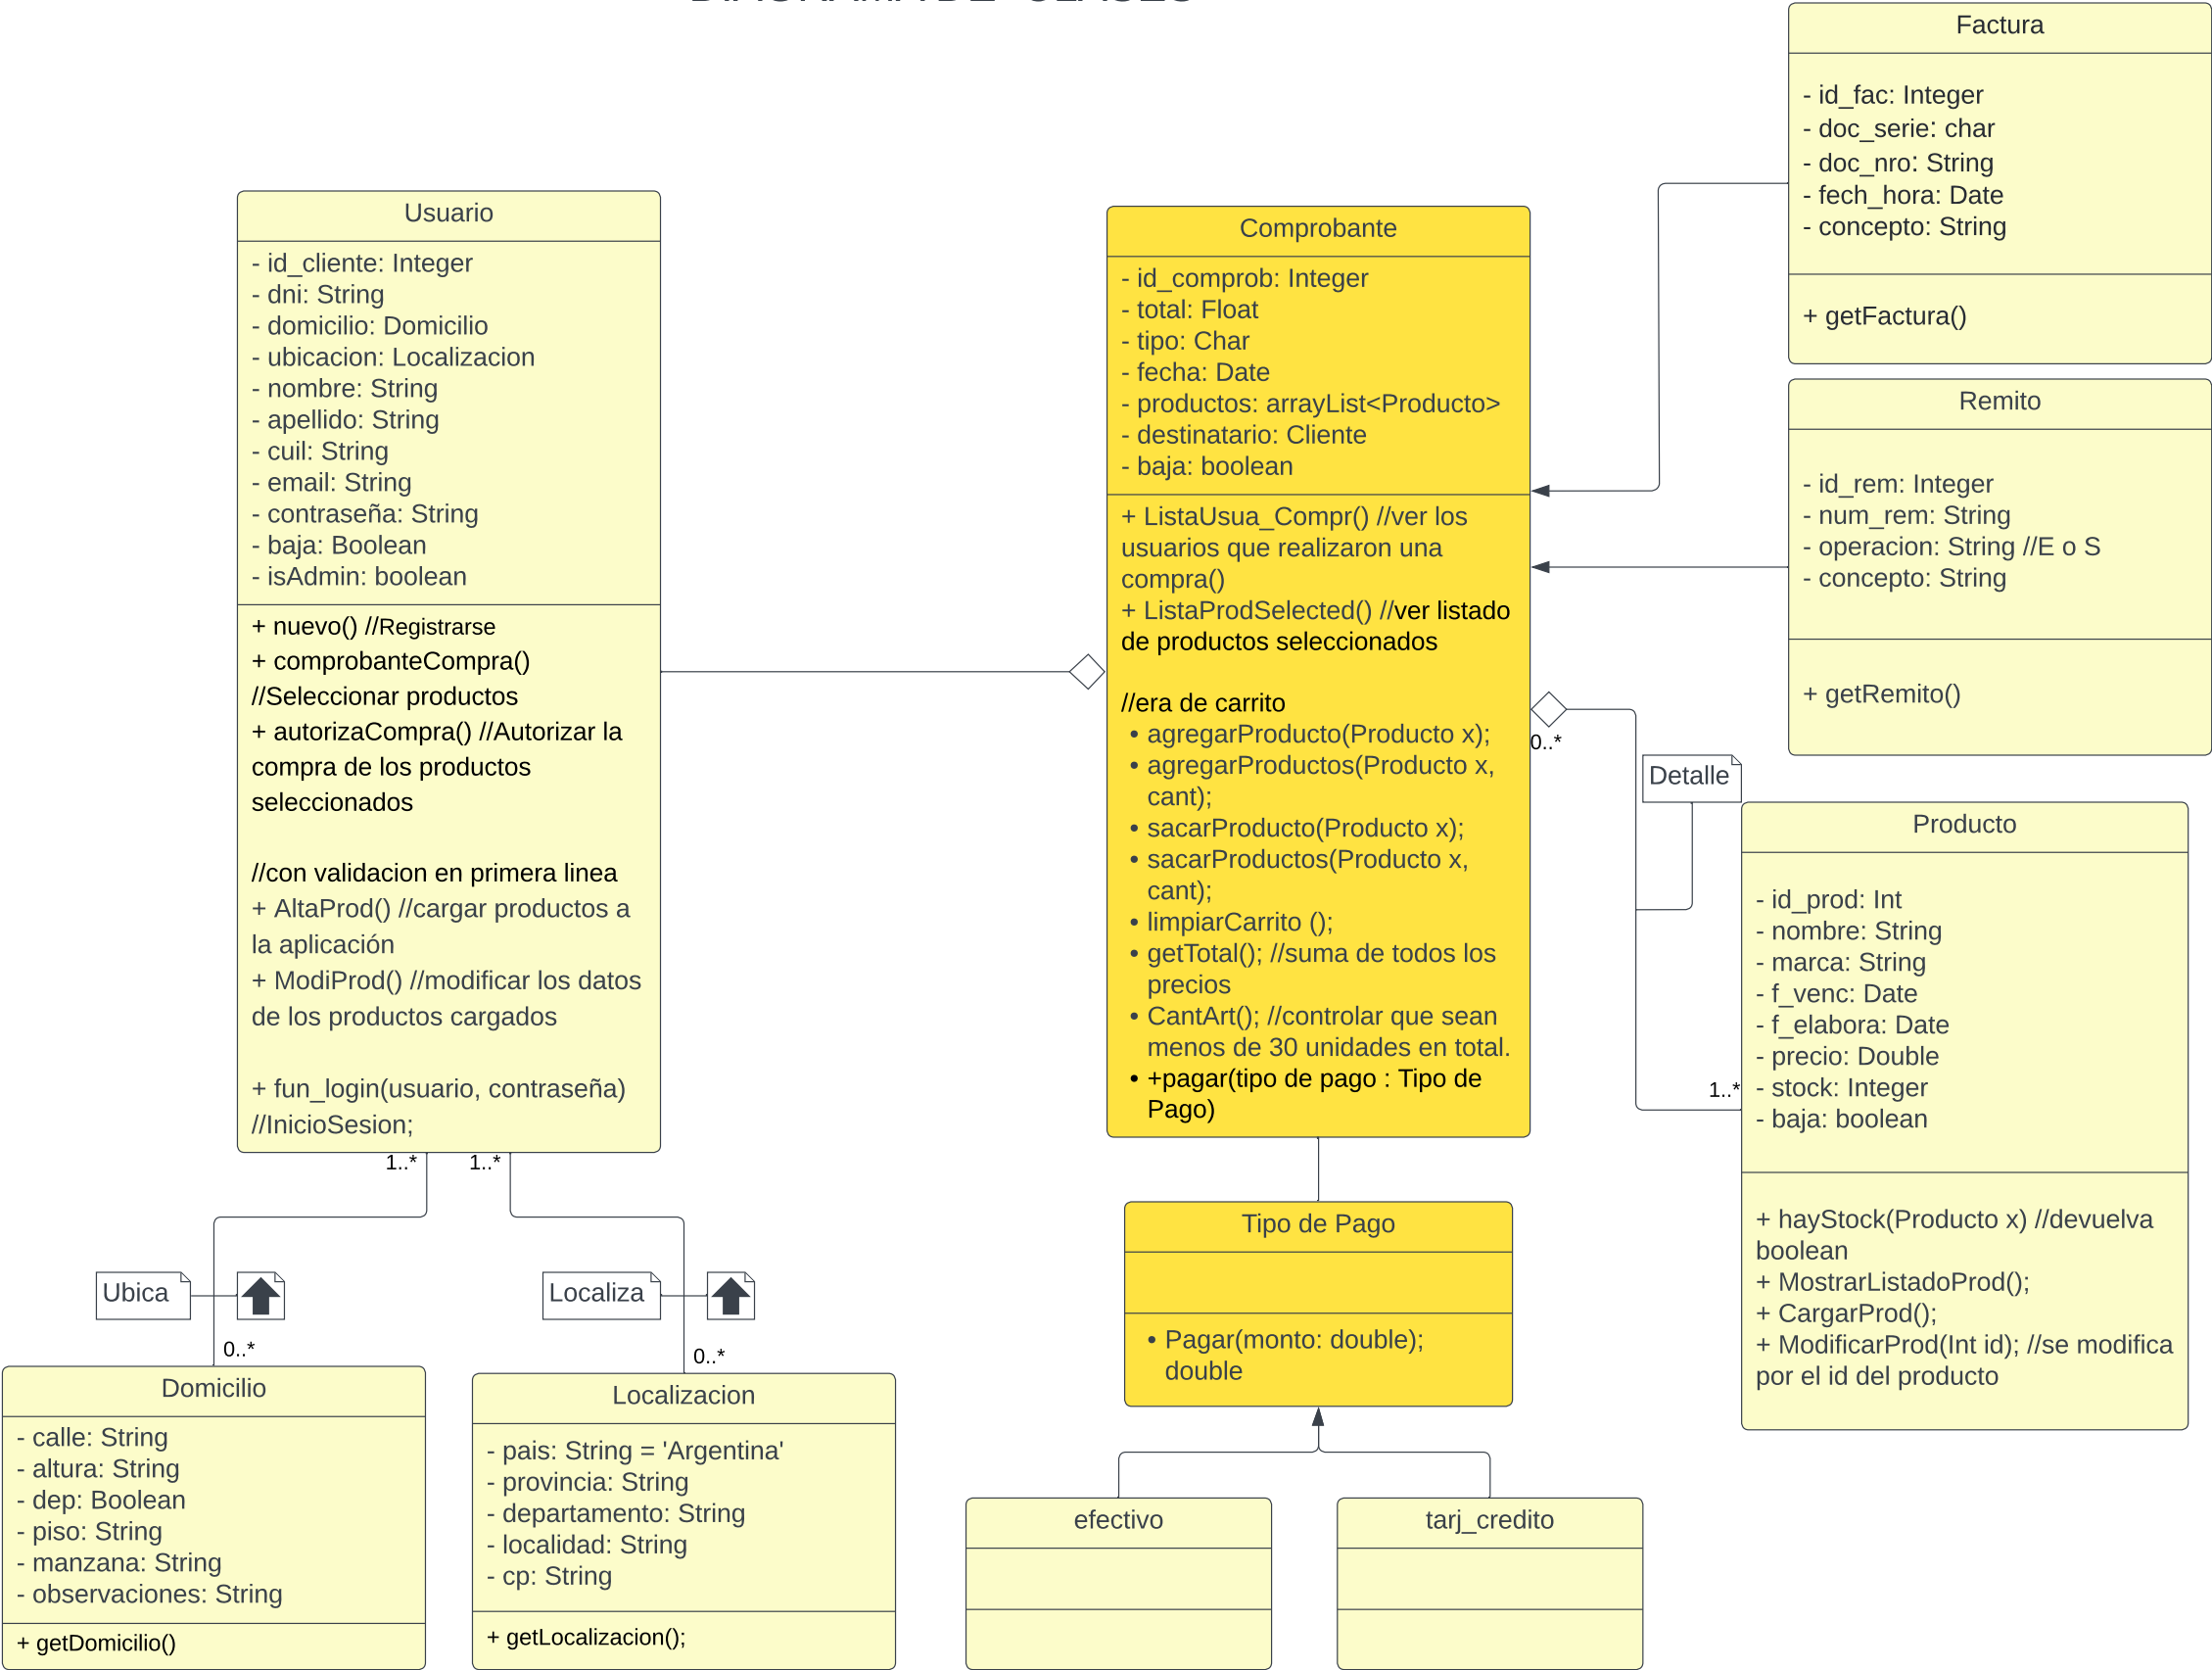 DIAGRAMA DE CLASES
Factura
- id_fac: Integer
- doc_serie: char
- doc_nro: String
- fech_hora: Date
- concepto: String
+ getFactura()
Usuario
- id_cliente: Integer
- dni: String
- domicilio: Domicilio
- ubicacion: Localizacion
- nombre: String
- apellido: String
- cuil: String
- email: String
- contraseña: String
- baja: Boolean
- isAdmin: boolean
+ nuevo() //Registrarse
+ comprobanteCompra()
//Seleccionar productos
+ autorizaCompra() //Autorizar la
compra de los productos
seleccionados
//con validacion en primera linea
+ AltaProd() //cargar productos a
la aplicación
+ ModiProd() //modificar los datos
de los productos cargados
+ fun_login(usuario, contraseña)
//InicioSesion;
Comprobante
- id_comprob: Integer
- total: Float
- tipo: Char
- fecha: Date
- productos: arrayList<Producto>
- destinatario: Cliente
- baja: boolean
+ ListaUsua_Compr() //ver los
usuarios que realizaron una
compra()
+ ListaProdSelected() //ver listado
de productos seleccionados
//era de carrito
• agregarProducto(Producto x);
• agregarProductos(Producto x,
cant);
• sacarProducto(Producto x);
• sacarProductos(Producto x,
cant);
• limpiarCarrito ();
• getTotal(); //suma de todos los
precios
• CantArt(); //controlar que sean
menos de 30 unidades en total.
• +pagar(tipo de pago : Tipo de
Pago)
Remito
- id_rem: Integer
- num_rem: String
- operacion: String //E o S
- concepto: String
+ getRemito()
0..*
Detalle
1..*
Producto
- id_prod: Int
- nombre: String
- marca: String
- f_venc: Date
- f_elabora: Date
- precio: Double
- stock: Integer
- baja: boolean
+ hayStock(Producto x) //devuelva
boolean
+ MostrarListadoProd();
+ CargarProd();
+ ModificarProd(Int id); //se modifica
por el id del producto
1..*
1..*
Ubica
Localiza
0..*
0..*
Domicilio
- calle: String
- altura: String
- dep: Boolean
- piso: String
- manzana: String
- observaciones: String
+ getDomicilio()
Localizacion
- pais: String = 'Argentina'
- provincia: String
- departamento: String
- localidad: String
- cp: String
+ getLocalizacion();
Tipo de Pago
• Pagar(monto: double);
double
efectivo
tarj_credito